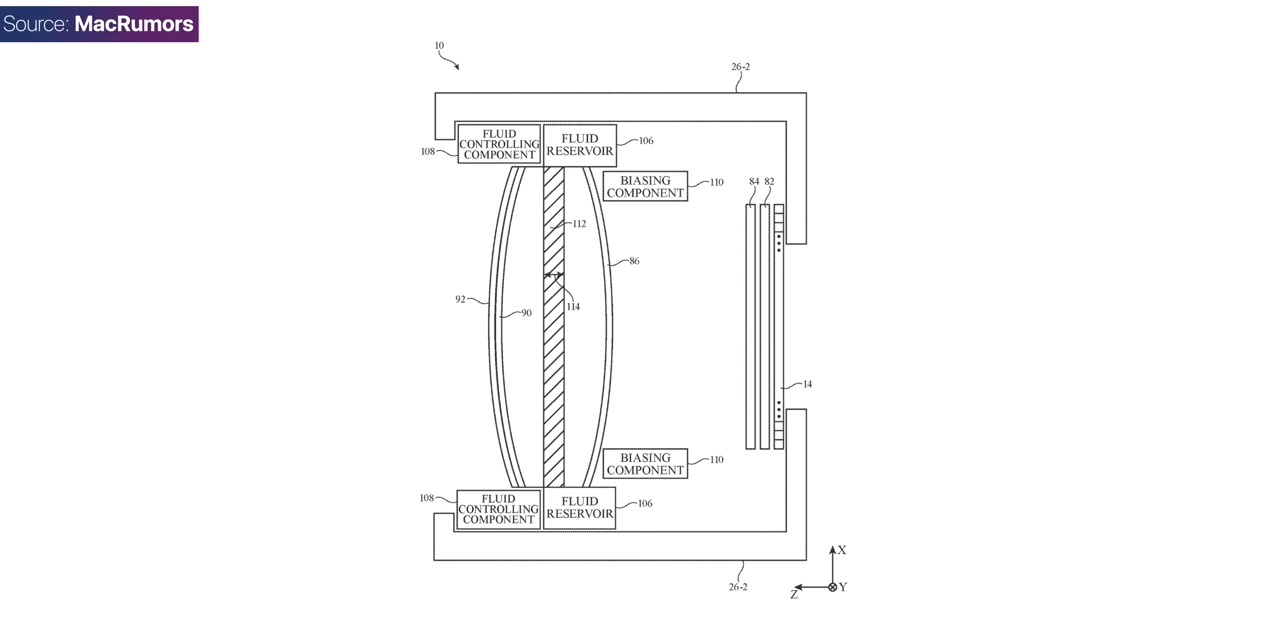 Source: MacRumors
10
26-2
FLUID
CONTROLLING
COMPONENT
108
FLUID
RESERVOIR
106
BIASING
COMPONENT
110
84
82
112
86
92
90
114
14
BIASING
COMPONENT
110
108
FLUID
CONTROLLING
COMPONENT
FLUID
RESERVOIR
106
26-2
X
Z
Y